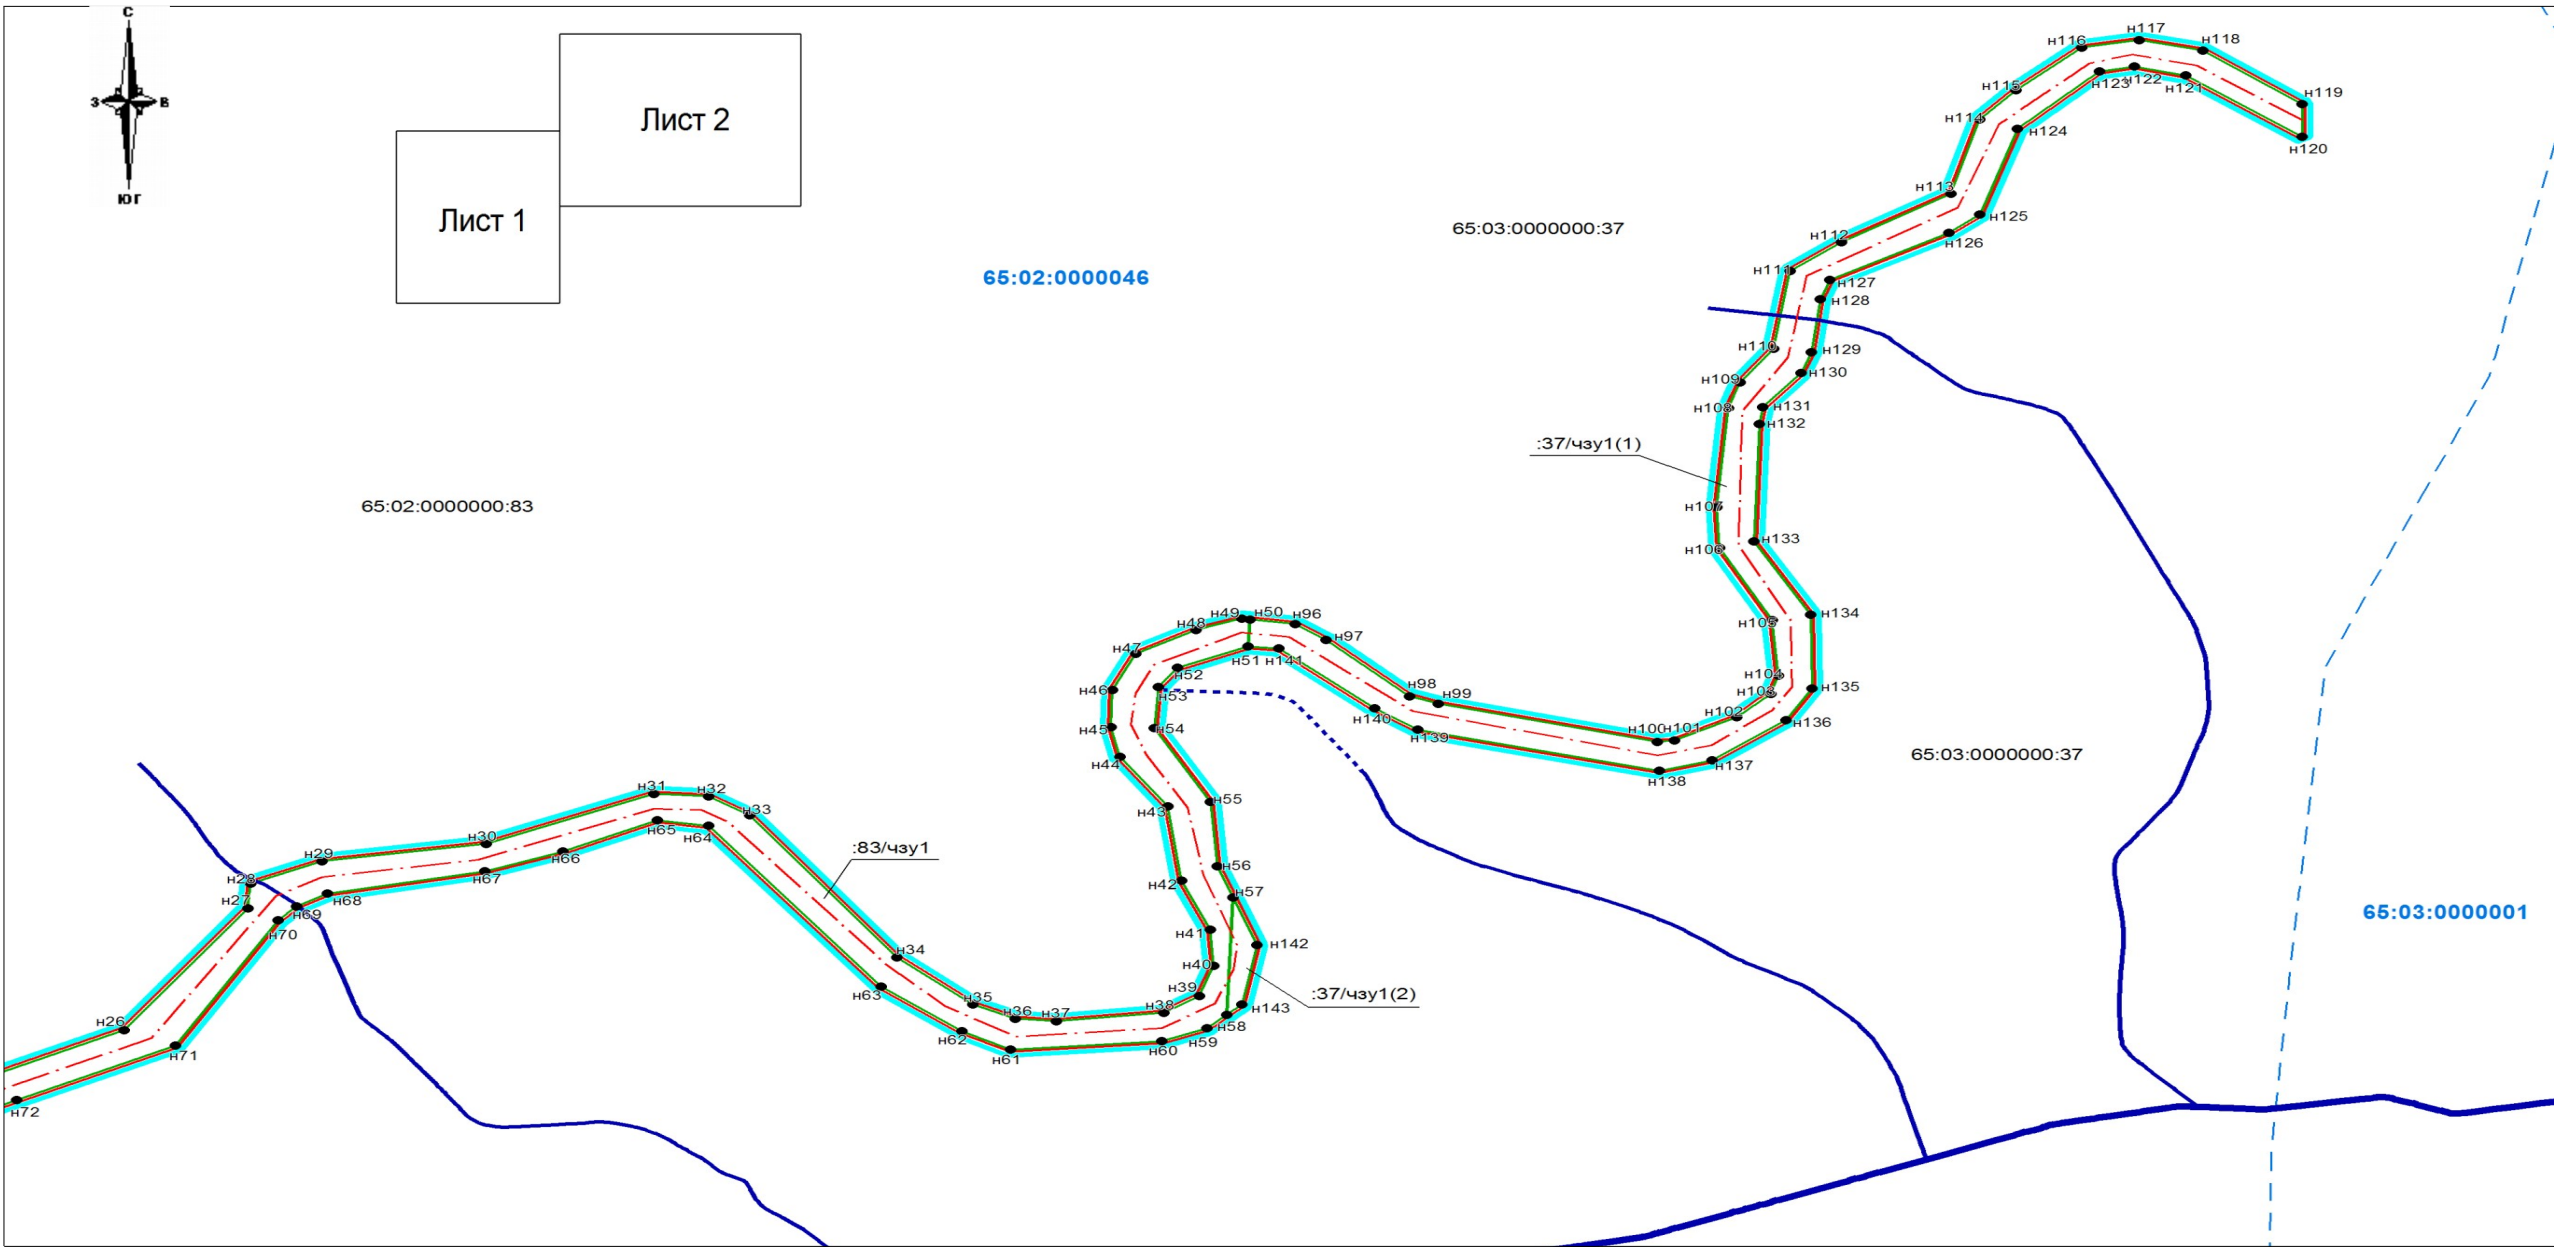 С
З В
ЮГ
Лист 2
Лист 1
65:02:0000046
65:03:0000000:37
65:02:0000000:83
:37/чзу1(1)
65:03:0000000:37
65:03:0000001
:83/чзу1
:37/чзу1(2)
н26
н27
н28
н29
н30
н31
н32
н33
н34
н35
н36
н37
н38
н39
н40
н41
н42
н43
н44
н45
н46
н47
н48
н49
н50
н51
н52
н53
н54
н55
н56
н57
н58
н59
н60
н61
н62
н63
н64
н65
н66
н67
н68
н69
н70
н71
н72
н96
н97
н98
н99
н100
н101
н102
н103
н104
н105
н106
н107
н108
н109
н110
н111
н112
н113
н114
н115
н116
н117
н118
н119
н120
н121
н122
н123
н124
н125
н126
н127
н128
н129
н130
н131
н132
н133
н134
н135
н136
н137
н138
н139
н140
н141
н142
н143